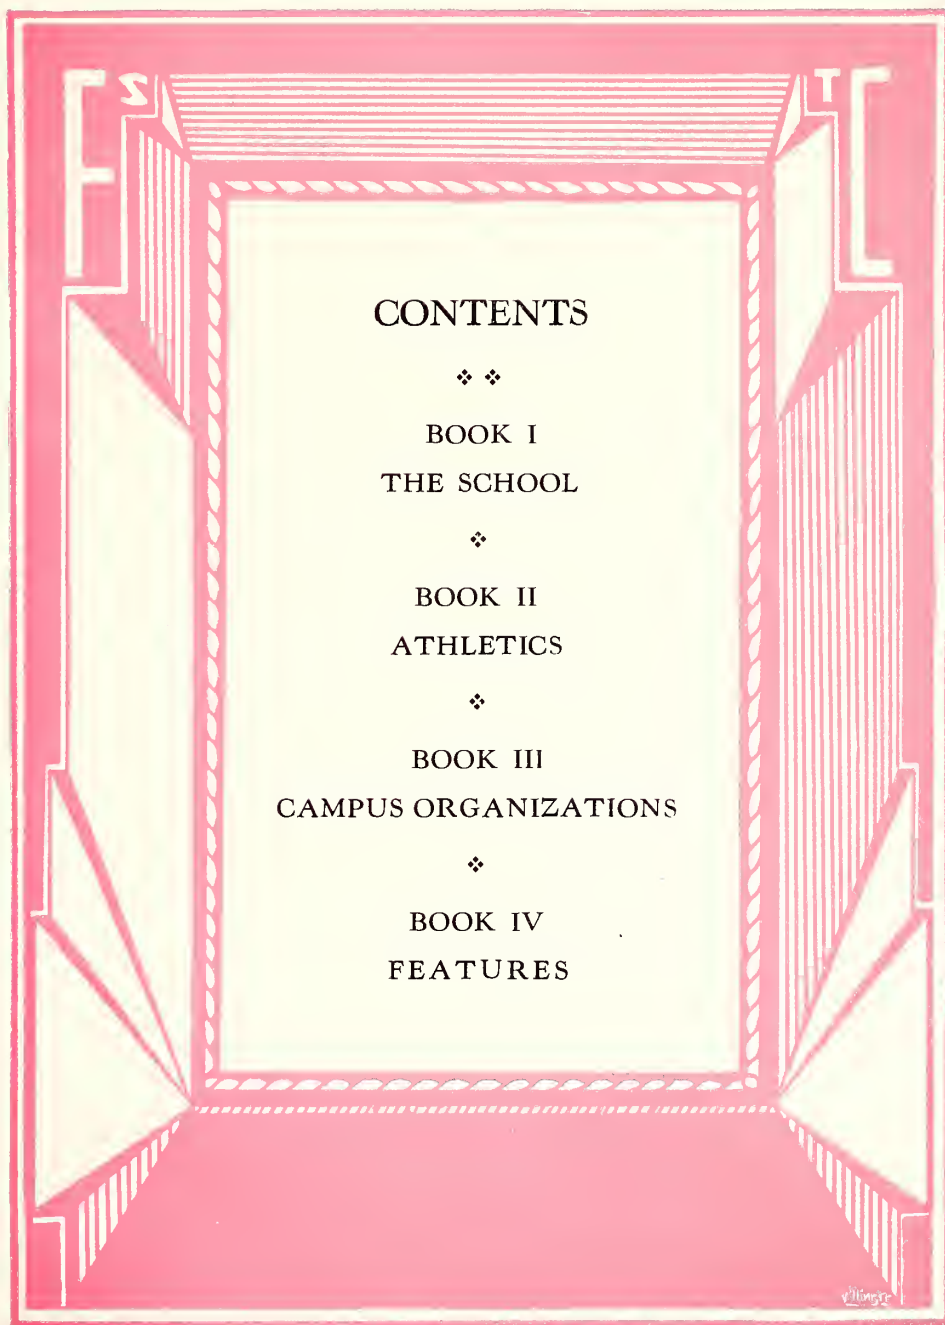 F S T C
CONTENTS
BOOK I
THE SCHOOL
BOOK II
ATHLETICS
BOOK III
CAMPUS ORGANIZATIONS
BOOK IV
FEATURES